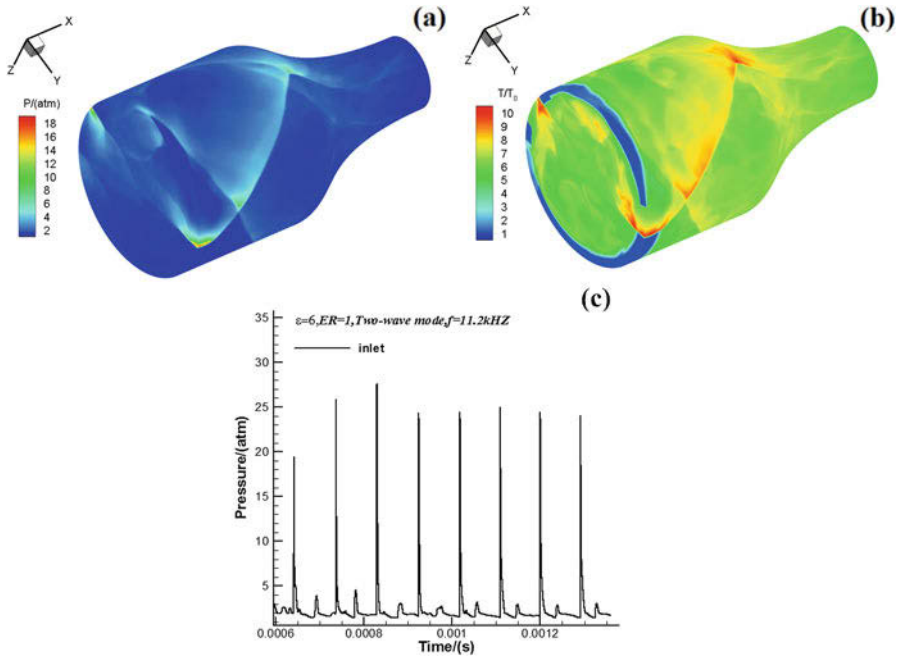 (a)
X
Z
Y
P/(atm)
18
16
14
12
10
8
6
4
2
(b)
X
Z
Y
T/T₀
10
9
8
7
6
5
4
3
2
1
(c)
ε=6,ER=1,Two-wave mode,f=11.2kHZ
inlet
35
30
25
20
15
10
5
Pressure/(atm)
0.0006
0.0008
0.001
0.0012
Time/(s)